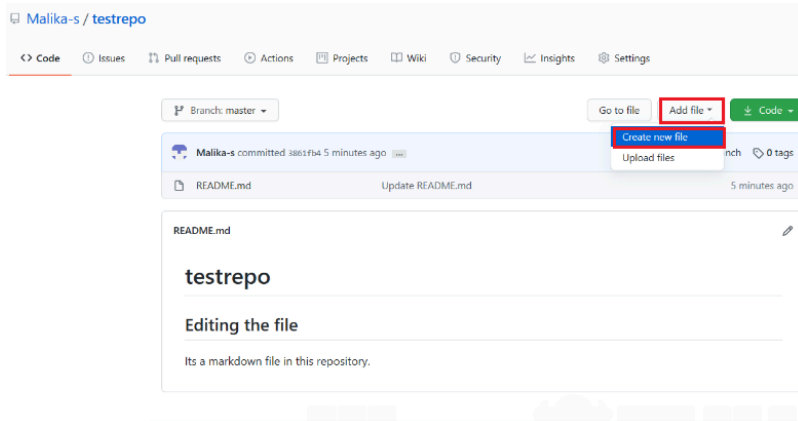 Malika-s / testrepo
<> Code Issues Pull requests Actions Projects Wiki Security Insights Settings
Branch: master Go to file Add file Code
Create new file
Malika-s committed 3861fb4 5 minutes ago ... nch 0 tags
Upload files
README.md Update README.md 5 minutes ago
README.md
testrepo
Editing the file
Its a markdown file in this repository.